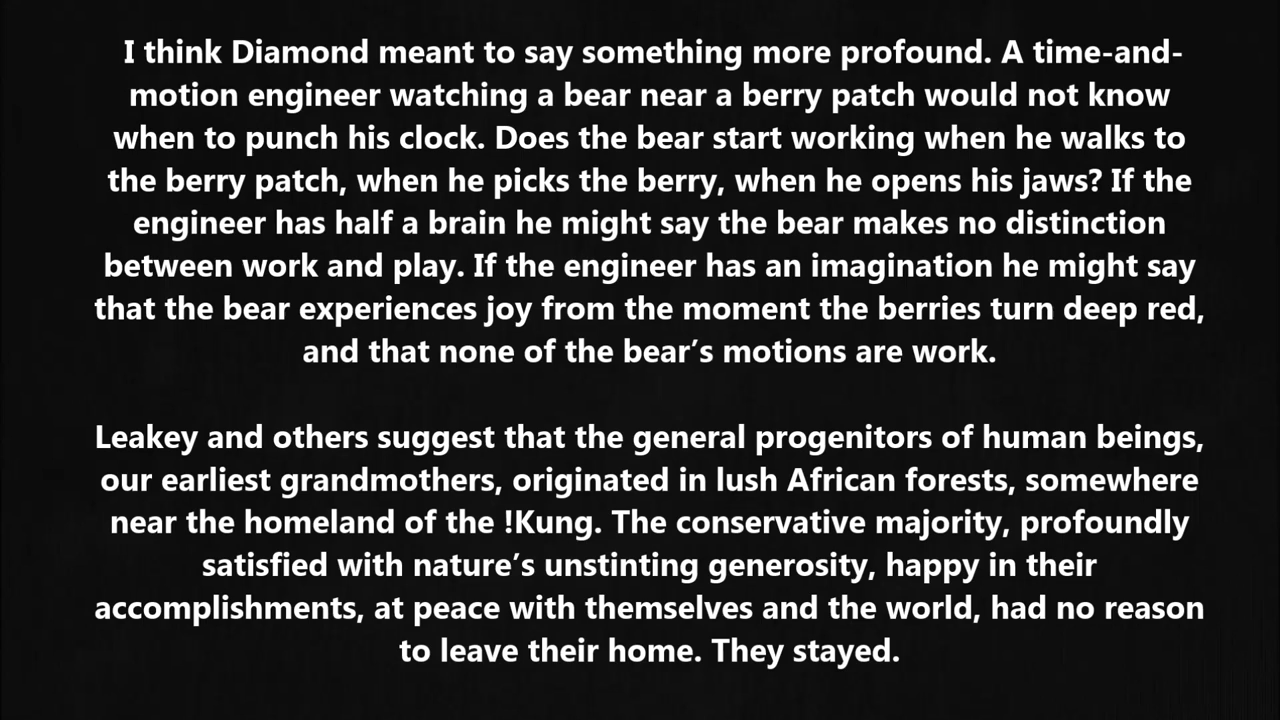 I think Diamond meant to say something more profound. A time-and-
motion engineer watching a bear near a berry patch would not know
when to punch his clock. Does the bear start working when he walks to
the berry patch, when he picks the berry, when he opens his jaws? If the
engineer has half a brain he might say the bear makes no distinction
between work and play. If the engineer has an imagination he might say
that the bear experiences joy from the moment the berries turn deep red,
and that none of the bear’s motions are work.
Leakey and others suggest that the general progenitors of human beings,
our earliest grandmothers, originated in lush African forests, somewhere
near the homeland of the !Kung. The conservative majority, profoundly
satisfied with nature’s unstinting generosity, happy in their
accomplishments, at peace with themselves and the world, had no reason
to leave their home. They stayed.